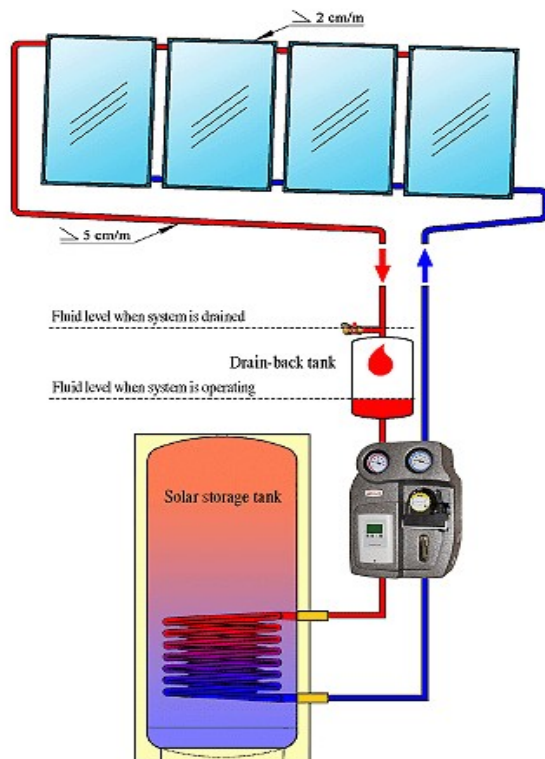 ⦣ 2 cm/m
⦣ 5 cm/m
Fluid level when system is drained
Drain-back tank
Fluid level when system is operating
Solar storage tank